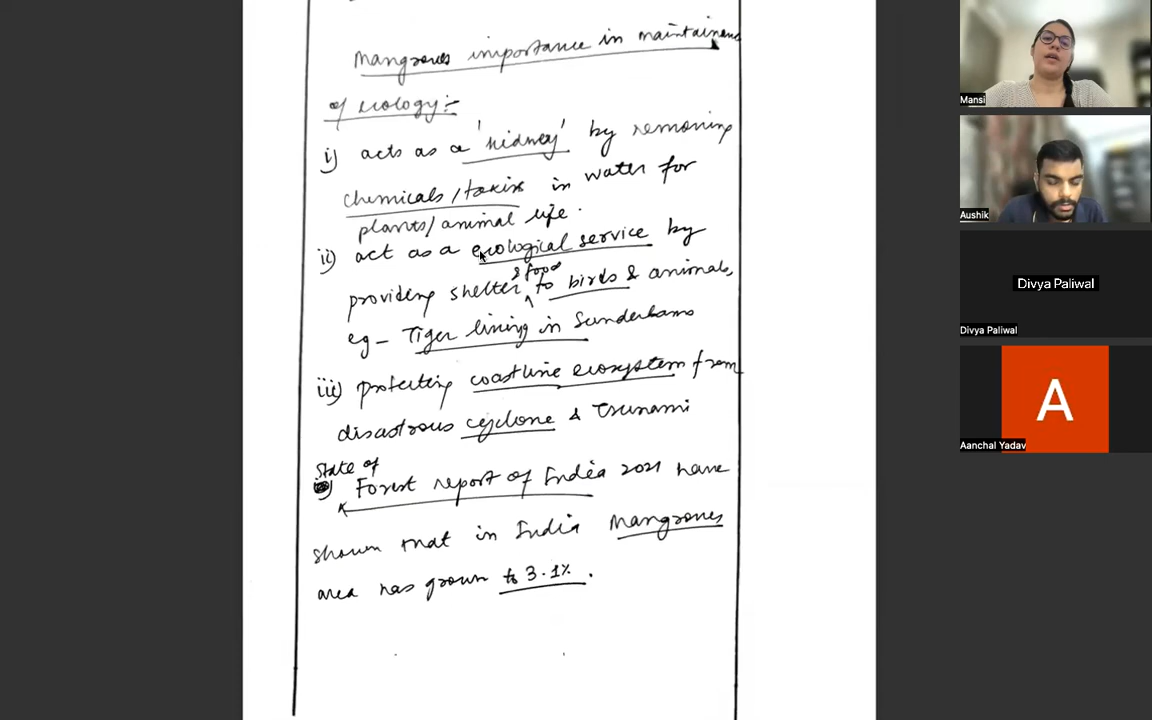 Mangroves importance in maintainenc
of ecology:-
i) acts as a 'kidney' by removing
chemicals/toxix in water for
plants/animal life.
ii) act as a ecological service by
& food
providing shelter to birds & animals,
eg- Tiger living in Sunderbans
iii) protecting coastline ecosystem from
disastrous cyclone & Tsunami
State of
Forest report of India 2021 have
shown that in India Mangroves
area has grown to 3.1%.
Mansi
Aushik
Divya Paliwal
Divya Paliwal
A
Aanchal Yadav